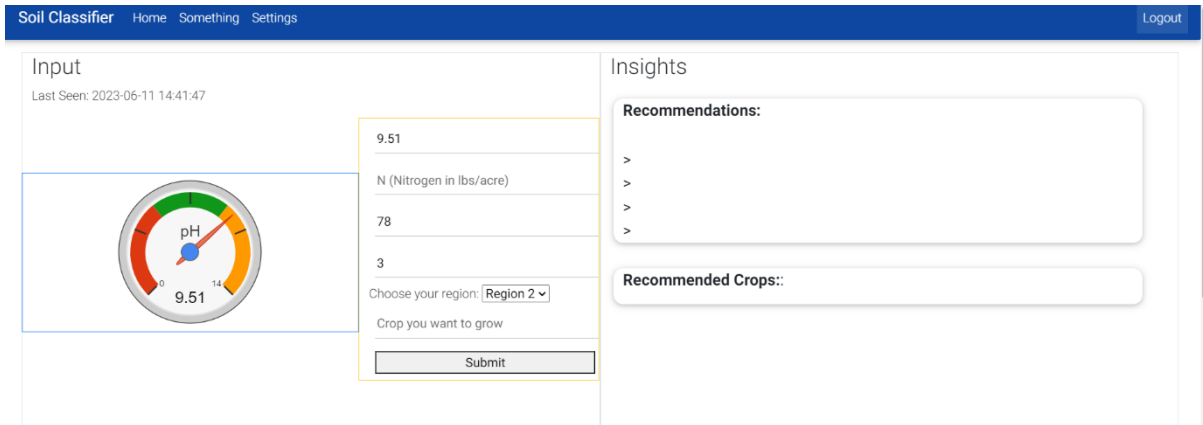 Soil Classifier Home Something Settings Logout
Input
Last Seen: 2023-06-11 14:41:47
pH
0 14
9.51
9.51
N (Nitrogen in lbs/acre)
78
3
Choose your region: Region 2
Crop you want to grow
Submit
Insights
Recommendations:
>
>
>
>
Recommended Crops::